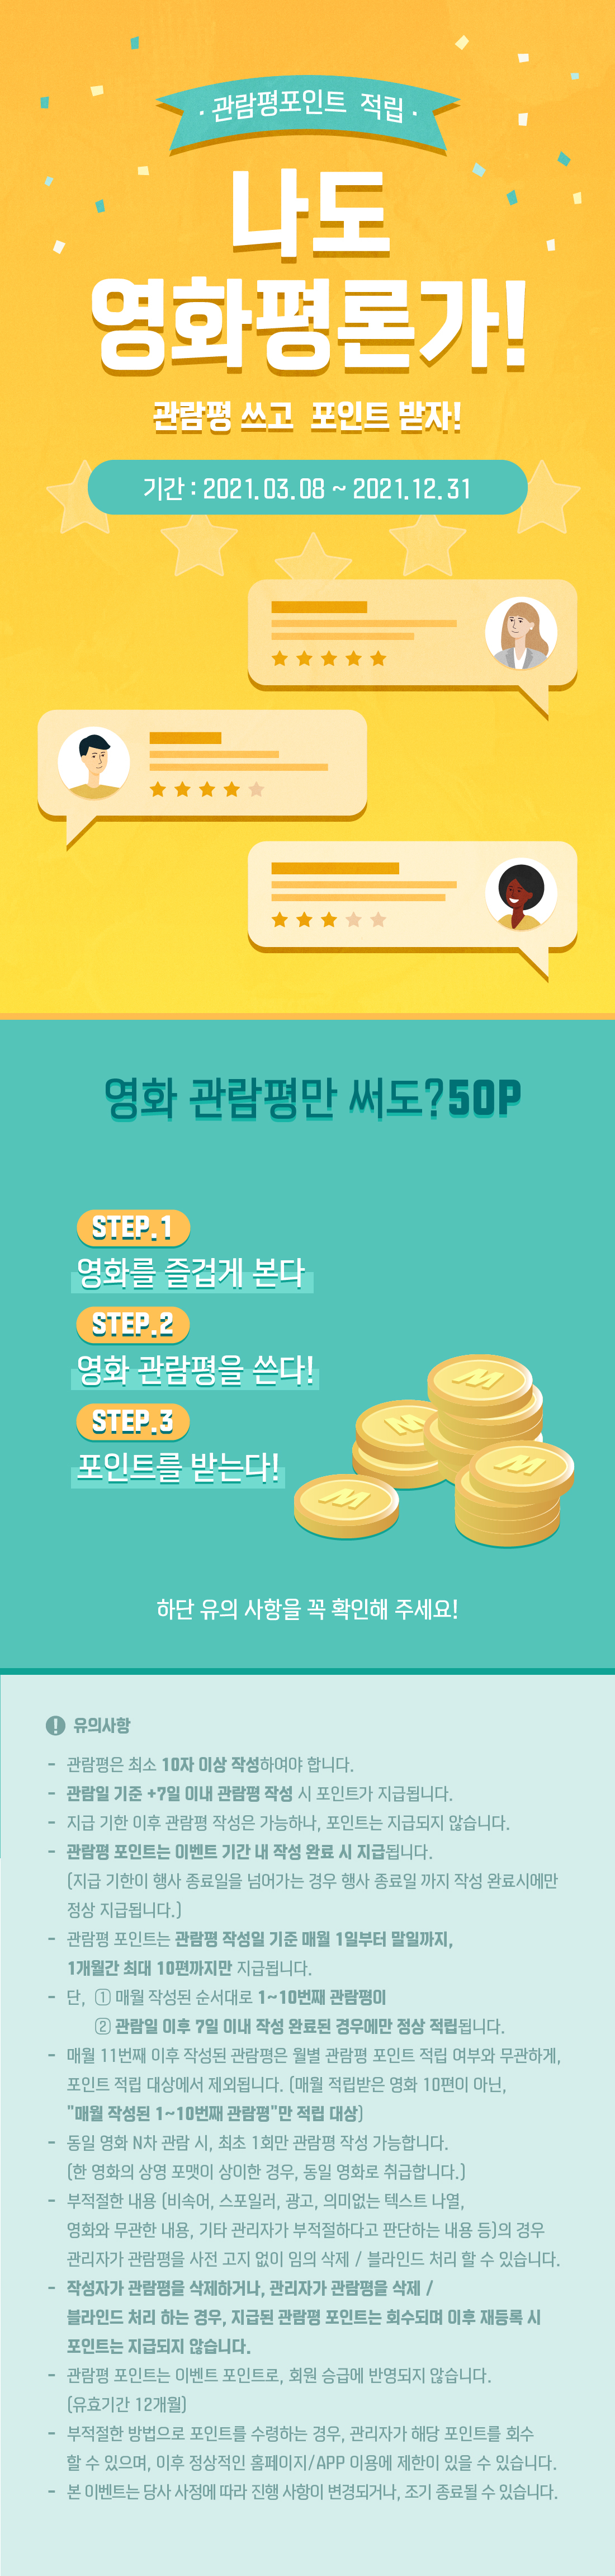 · 관람평포인트 적립 ·
나도
영화평론가!
관람평 쓰고 포인트 받자!
기간 : 2021.03.08 ~ 2021.12.31
영화 관람평만 써도? 50P
STEP.1
영화를 즐겁게 본다
STEP.2
영화 관람평을 쓴다!
STEP.3
포인트를 받는다!
M
M
M
M
하단 유의 사항을 꼭 확인해 주세요!
! 유의사항
- 관람평은 최소 10자 이상 작성하여야 합니다.
- 관람일 기준 +7일 이내 관람평 작성 시 포인트가 지급됩니다.
- 지급 기한 이후 관람평 작성은 가능하나, 포인트는 지급되지 않습니다.
- 관람평 포인트는 이벤트 기간 내 작성 완료 시 지급됩니다.
(지급 기한이 행사 종료일을 넘어가는 경우 행사 종료일 까지 작성 완료시에만
정상 지급됩니다.)
- 관람평 포인트는 관람평 작성일 기준 매월 1일부터 말일까지,
1개월간 최대 10편까지만 지급됩니다.
- 단, ① 매월 작성된 순서대로 1~10번째 관람평이
② 관람일 이후 7일 이내 작성 완료된 경우에만 정상 적립됩니다.
- 매월 11번째 이후 작성된 관람평은 월별 관람평 포인트 적립 여부와 무관하게,
포인트 적립 대상에서 제외됩니다. (매월 적립받은 영화 10편이 아닌,
"매월 작성된 1~10번째 관람평"만 적립 대상)
- 동일 영화 N차 관람 시, 최초 1회만 관람평 작성 가능합니다.
(한 영화의 상영 포맷이 상이한 경우, 동일 영화로 취급합니다.)
- 부적절한 내용 (비속어, 스포일러, 광고, 의미없는 텍스트 나열,
영화와 무관한 내용, 기타 관리자가 부적절하다고 판단하는 내용 등)의 경우
관리자가 관람평을 사전 고지 없이 임의 삭제 / 블라인드 처리 할 수 있습니다.
- 작성자가 관람평을 삭제하거나, 관리자가 관람평을 삭제 /
블라인드 처리 하는 경우, 지급된 관람평 포인트는 회수되며 이후 재등록 시
포인트는 지급되지 않습니다.
- 관람평 포인트는 이벤트 포인트로, 회원 승급에 반영되지 않습니다.
(유효기간 12개월)
- 부적절한 방법으로 포인트를 수령하는 경우, 관리자가 해당 포인트를 회수
할 수 있으며, 이후 정상적인 홈페이지/APP 이용에 제한이 있을 수 있습니다.
- 본 이벤트는 당사 사정에 따라 진행 사항이 변경되거나, 조기 종료될 수 있습니다.